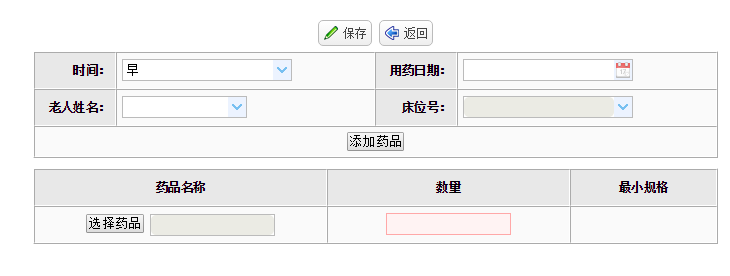 保存 返回
时间： 早 用药日期：
老人姓名： 床位号：
添加药品
药品名称 数量 最小规格
选择药品